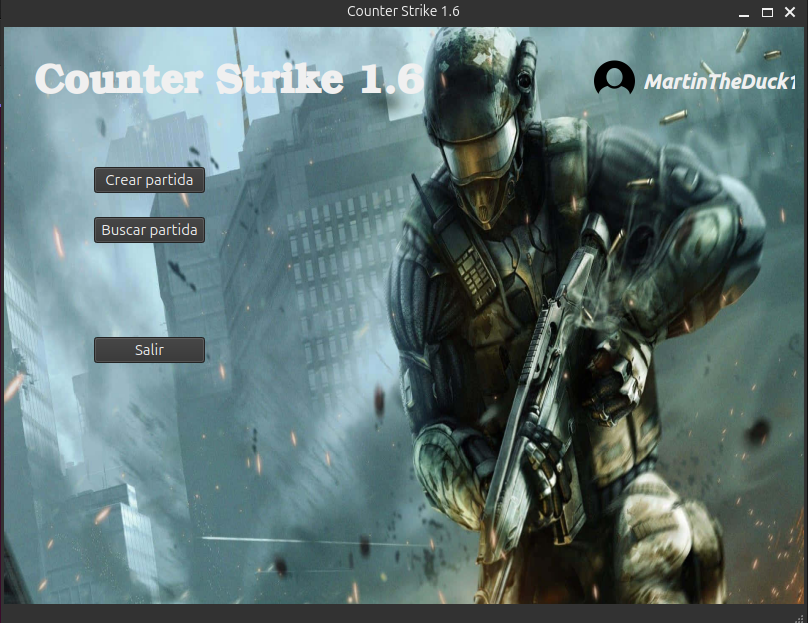 Counter Strike 1.6
Counter Strike 1.6
MartinTheDuck1
Crear partida
Buscar partida
Salir